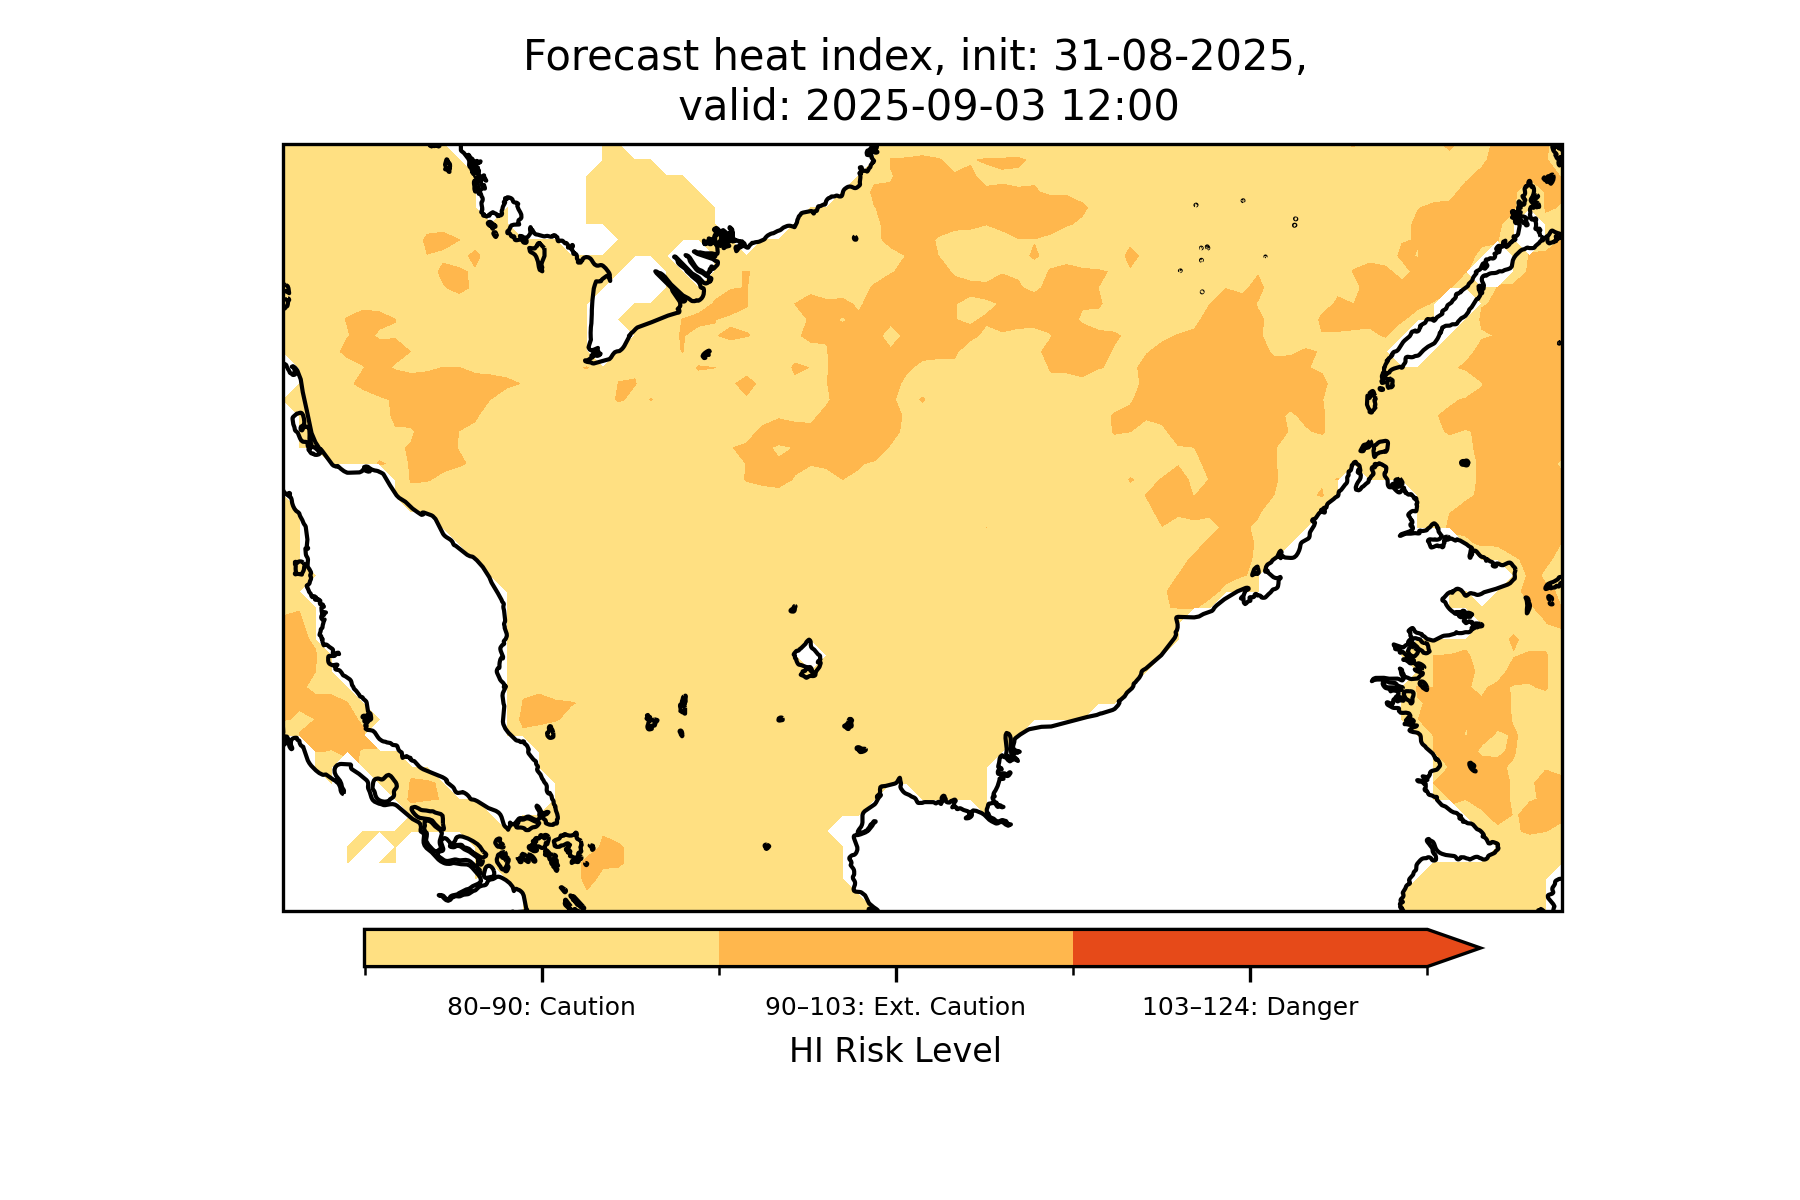 Forecast heat index, init: 31-08-2025,
valid: 2025-09-03 12:00
80–90: Caution
90–103: Ext. Caution
103–124: Danger
HI Risk Level